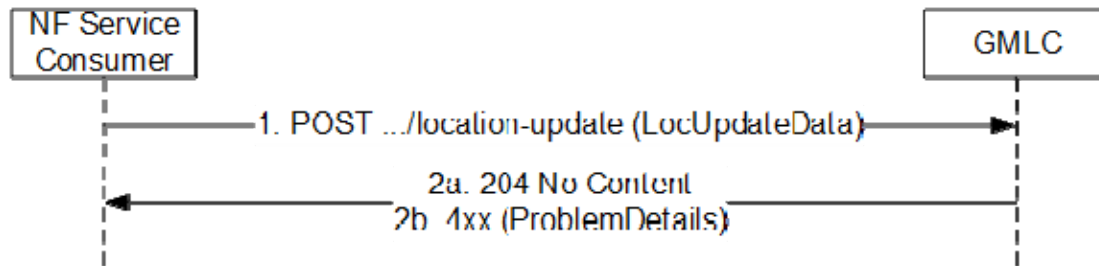 NF Service
Consumer
GMLC
1. POST .../location-update (LocUpdateData)
2a. 204 No Content
2b. 4xx (ProblemDetails)